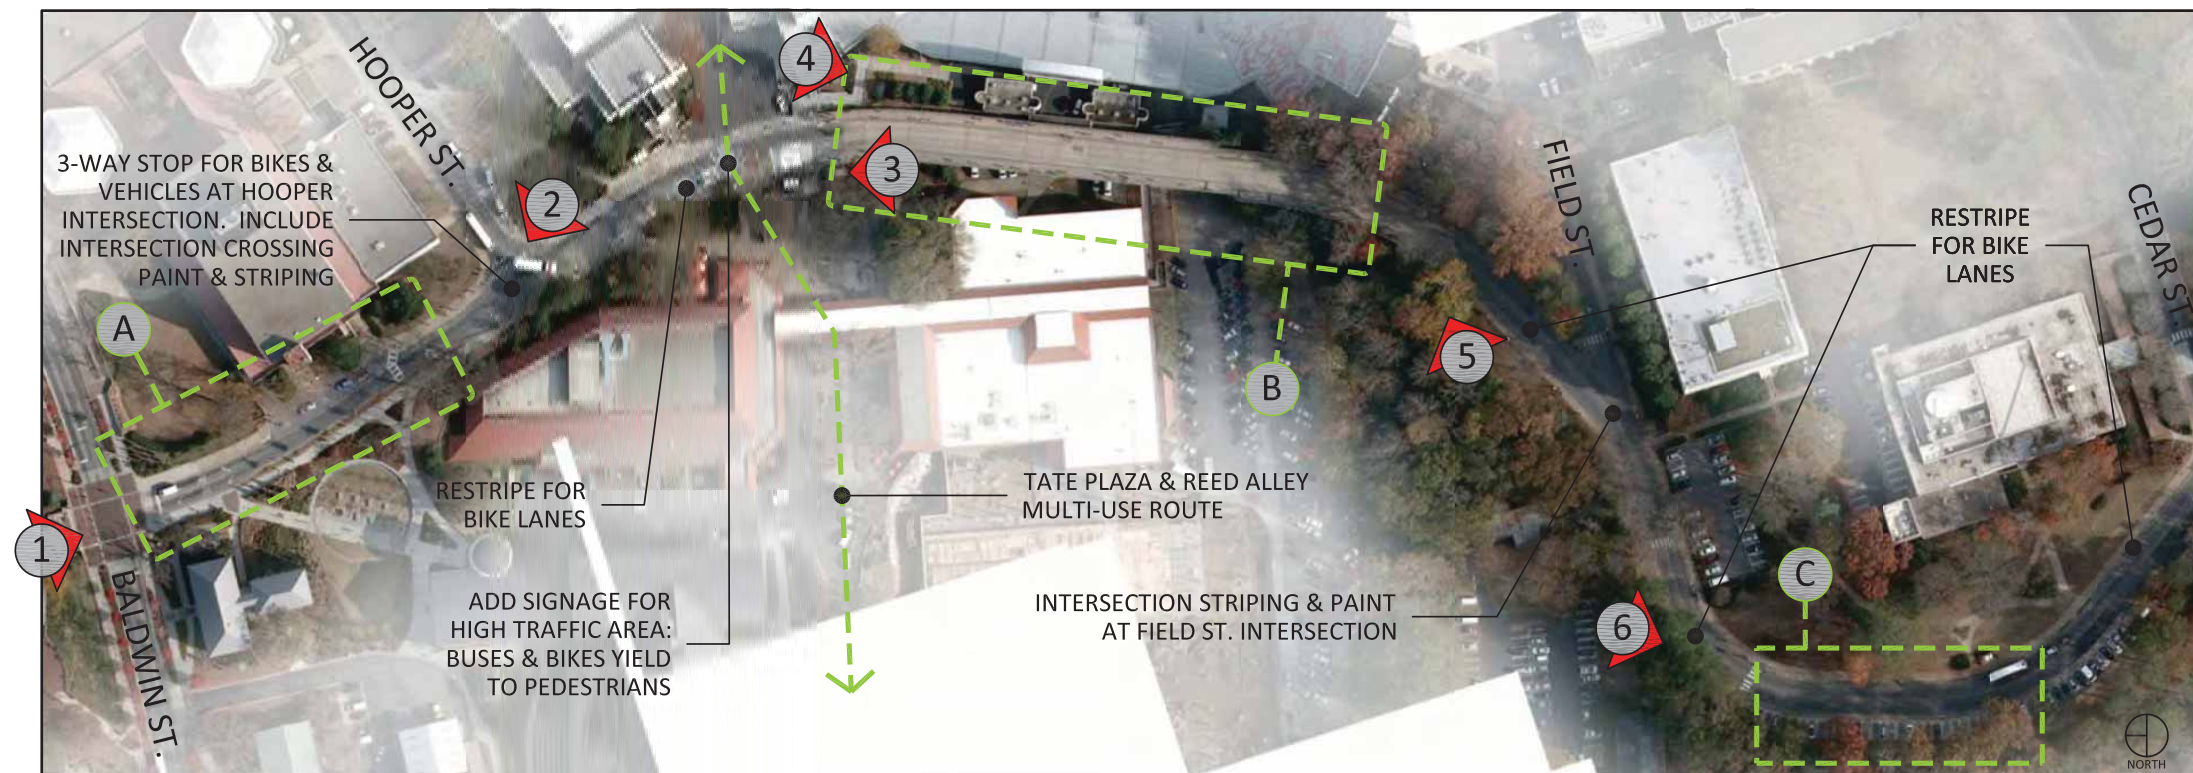 HOOPER ST.
3-WAY STOP FOR BIKES &
VEHICLES AT HOOPER
INTERSECTION. INCLUDE
INTERSECTION CROSSING
PAINT & STRIPING
A
1
BALDWIN ST.
2
4
3
RESTRIPE FOR
BIKE LANES
ADD SIGNAGE FOR
HIGH TRAFFIC AREA:
BUSES & BIKES YIELD
TO PEDESTRIANS
TATE PLAZA & REED ALLEY
MULTI-USE ROUTE
B
5
FIELD ST.
RESTRIPE
FOR BIKE
LANES
CEDAR ST.
INTERSECTION STRIPING & PAINT
AT FIELD ST. INTERSECTION
6
C
NORTH